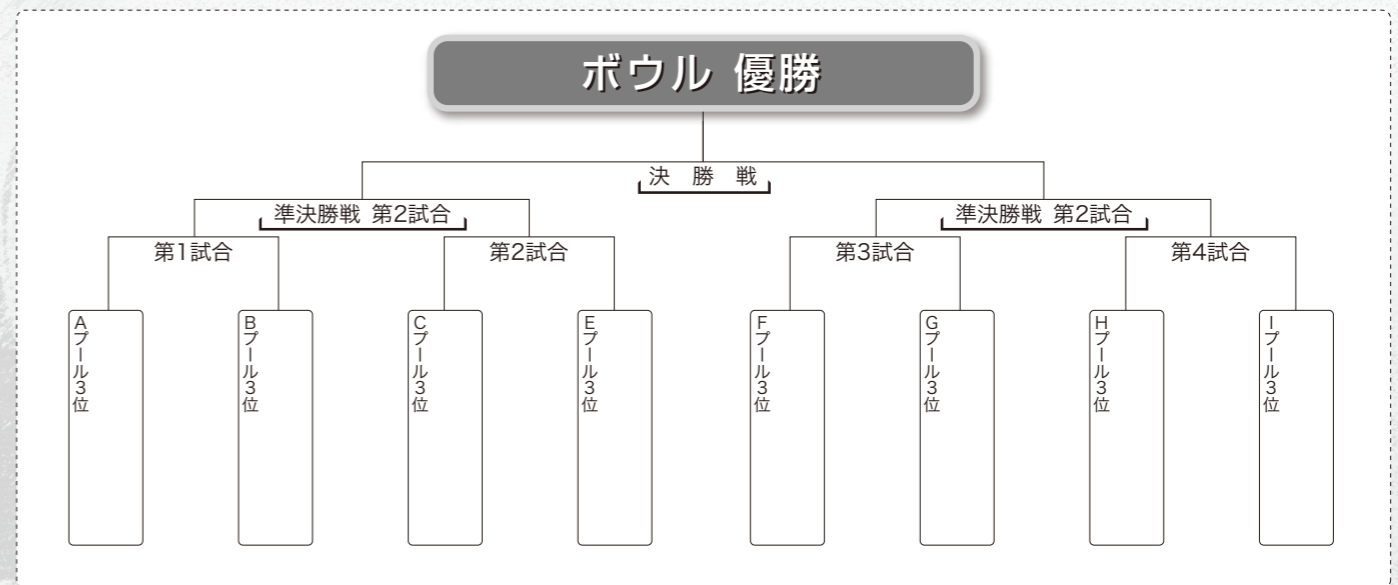 ボウル 優勝
決 勝 戦
準決勝戦 第2試合
準決勝戦 第2試合
第1試合
第2試合
第3試合
第4試合
Aプール3位
Bプール3位
Cプール3位
Eプール3位
Fプール3位
Gプール3位
Hプール3位
Iプール3位